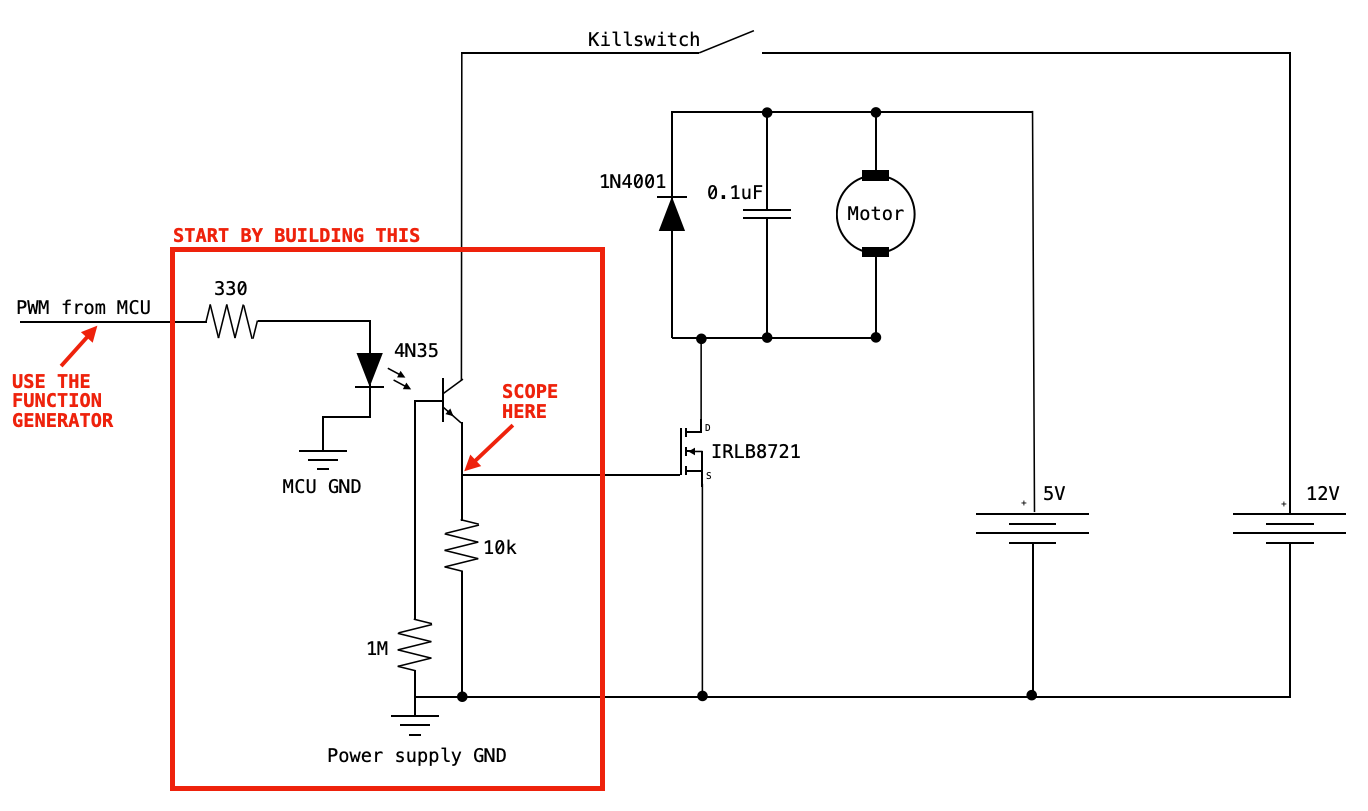 Killswitch
1N4001
0.1uF
Motor
START BY BUILDING THIS
330
PWM from MCU
4N35
USE THE
FUNCTION
GENERATOR
SCOPE
HERE
D
IRLB8721
S
MCU GND
+ 5V
+ 12V
10k
1M
Power supply GND